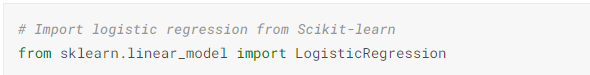 # Import logistic regression from Scikit-learn
from sklearn.linear_model import LogisticRegression